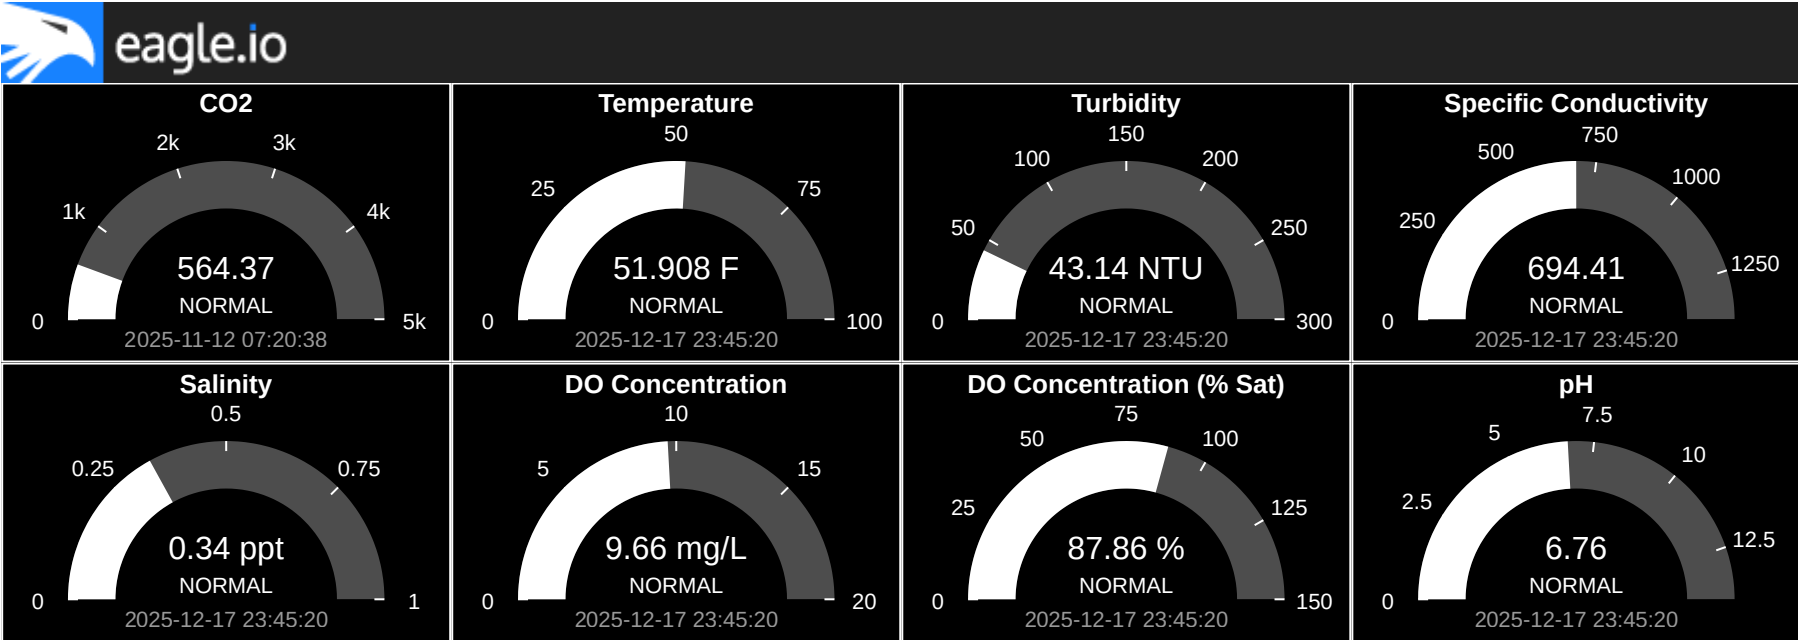 eagle.io
CO2
0
1k
2k
3k
4k
5k
564.37
NORMAL
2025-11-12 07:20:38
Temperature
0
25
50
75
100
51.908 F
NORMAL
2025-12-17 23:45:20
Turbidity
0
50
100
150
200
250
300
43.14 NTU
NORMAL
2025-12-17 23:45:20
Specific Conductivity
0
250
500
750
1000
1250
694.41
NORMAL
2025-12-17 23:45:20
Salinity
0
0.25
0.5
0.75
1
0.34 ppt
NORMAL
2025-12-17 23:45:20
DO Concentration
0
5
10
15
20
9.66 mg/L
NORMAL
2025-12-17 23:45:20
DO Concentration (% Sat)
0
25
50
75
100
125
150
87.86 %
NORMAL
2025-12-17 23:45:20
pH
0
2.5
5
7.5
10
12.5
6.76
NORMAL
2025-12-17 23:45:20